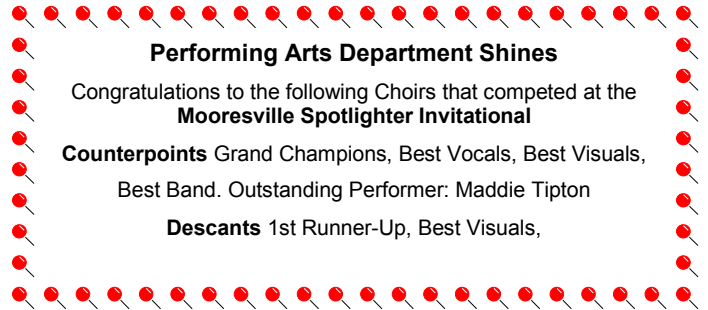 Performing Arts Department Shines
Congratulations to the following Choirs that competed at the
Mooresville Spotlighter Invitational
Counterpoints Grand Champions, Best Vocals, Best Visuals,
Best Band. Outstanding Performer: Maddie Tipton
Descants 1st Runner-Up, Best Visuals,